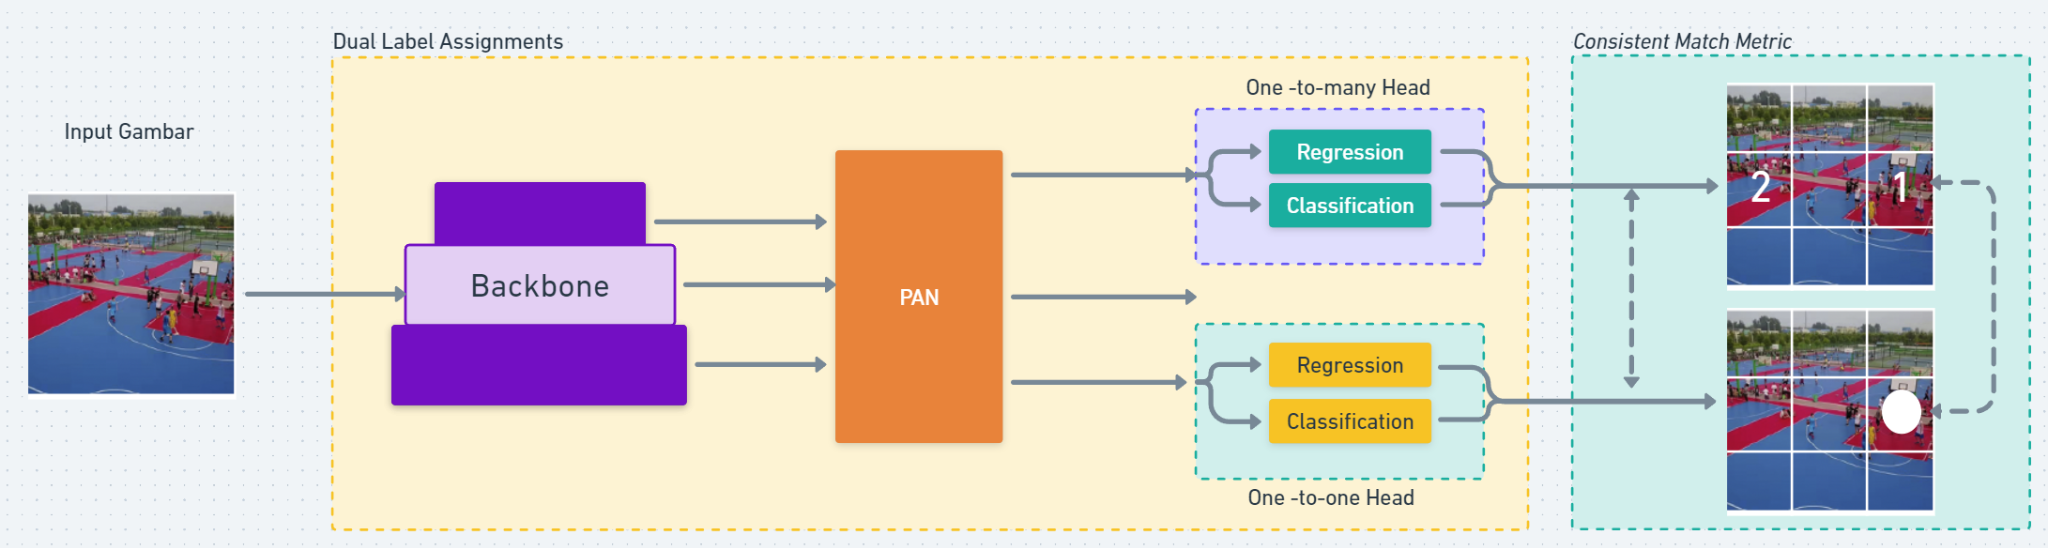 Dual Label Assignments
Consistent Match Metric
Input Gambar
One -to-many Head
Regression
Classification
Backbone
PAN
Regression
Classification
One -to-one Head
2
1